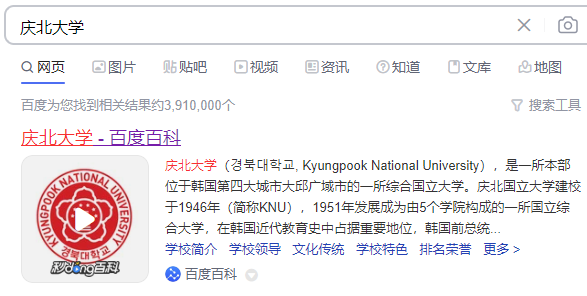 庆北大学
网页 图片 贴吧 视频 资讯 知道 文库 地图
百度为您找到相关结果约3,910,000个 搜索工具
庆北大学 - 百度百科
KYUNGPOOK NATIONAL UNIVERSITY
경북대학교
秒懂百科
庆北大学（경북대학교, Kyungpook National University），是一所本部
位于韩国第四大城市大邱广域市的一所综合国立大学。庆北国立大学建校
于1946年（简称KNU），1951年发展成为由5个学院构成的一所国立综
合大学，在韩国近代教育史中占据重要地位，韩国前总统...
学校简介 学校领导 文化传统 学校特色 排名荣誉 更多 >
百度百科